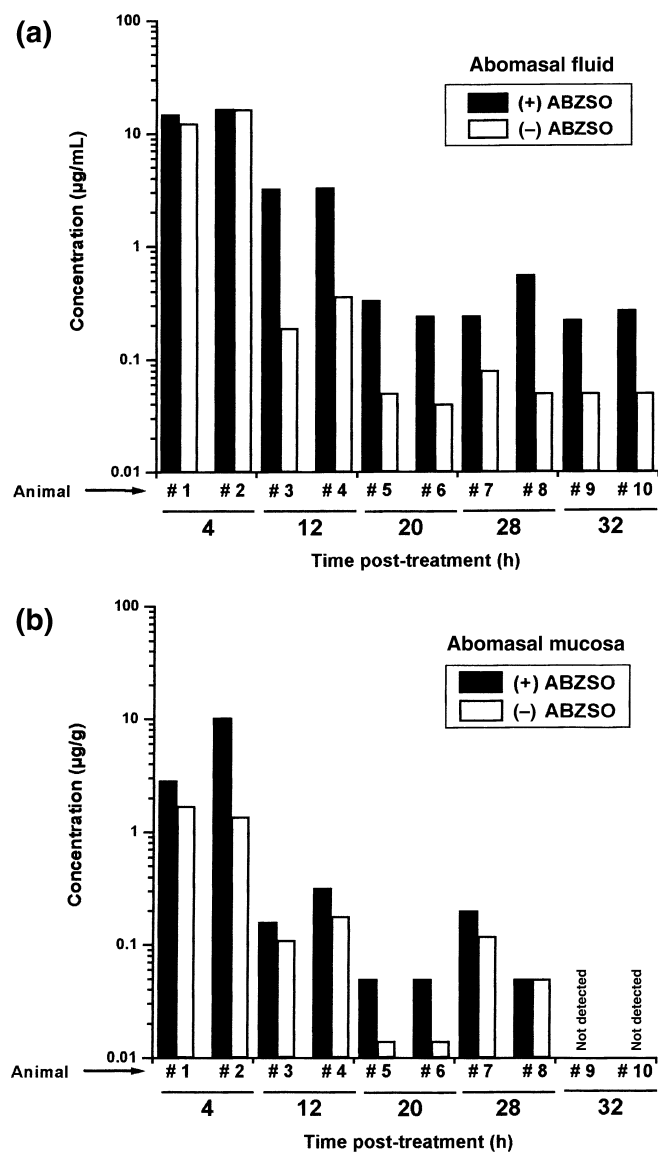 (a)
Abomasal fluid
(+) ABZSO
(–) ABZSO
Concentration (µg/mL)
100
10
1
0.1
0.01
Animal
# 1 # 2 # 3 # 4 # 5 # 6 # 7 # 8 # 9 # 10
4 12 20 28 32
Time post-treatment (h)
(b)
Abomasal mucosa
(+) ABZSO
(–) ABZSO
Concentration (µg/g)
100
10
1
0.1
0.01
Not detected
Not detected
Animal
# 1 # 2 # 3 # 4 # 5 # 6 # 7 # 8 # 9 # 10
4 12 20 28 32
Time post-treatment (h)